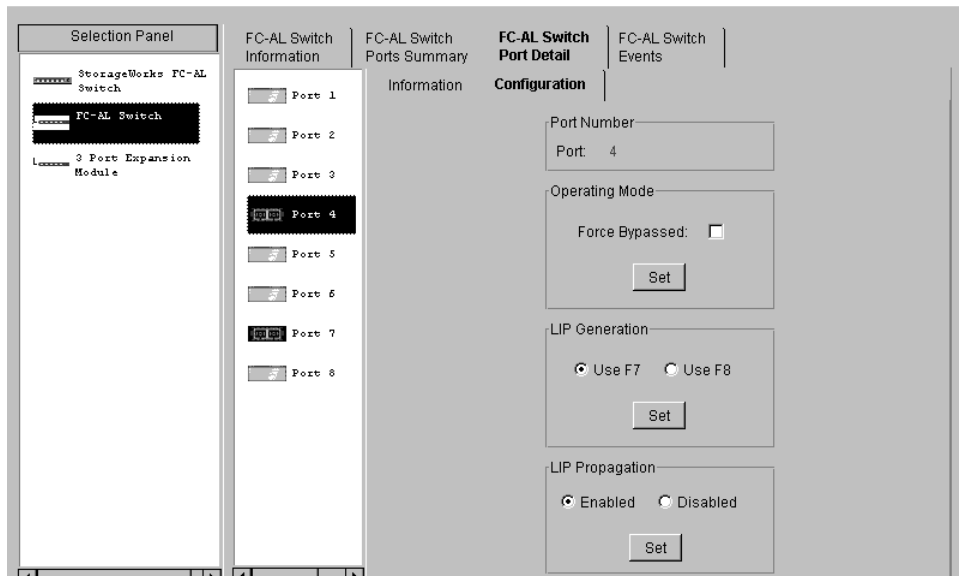 Selection Panel
StorageWorks FC-AL
Switch
FC-AL Switch
3 Port Expansion
Module
FC-AL Switch
Information
FC-AL Switch
Ports Summary
FC-AL Switch
Port Detail
FC-AL Switch
Events
Information
Configuration
Port 1
Port 2
Port 3
Port 4
Port 5
Port 6
Port 7
Port 8
Port Number
Port: 4
Operating Mode
Force Bypassed:
Set
LIP Generation
Use F7 Use F8
Set
LIP Propagation
Enabled Disabled
Set